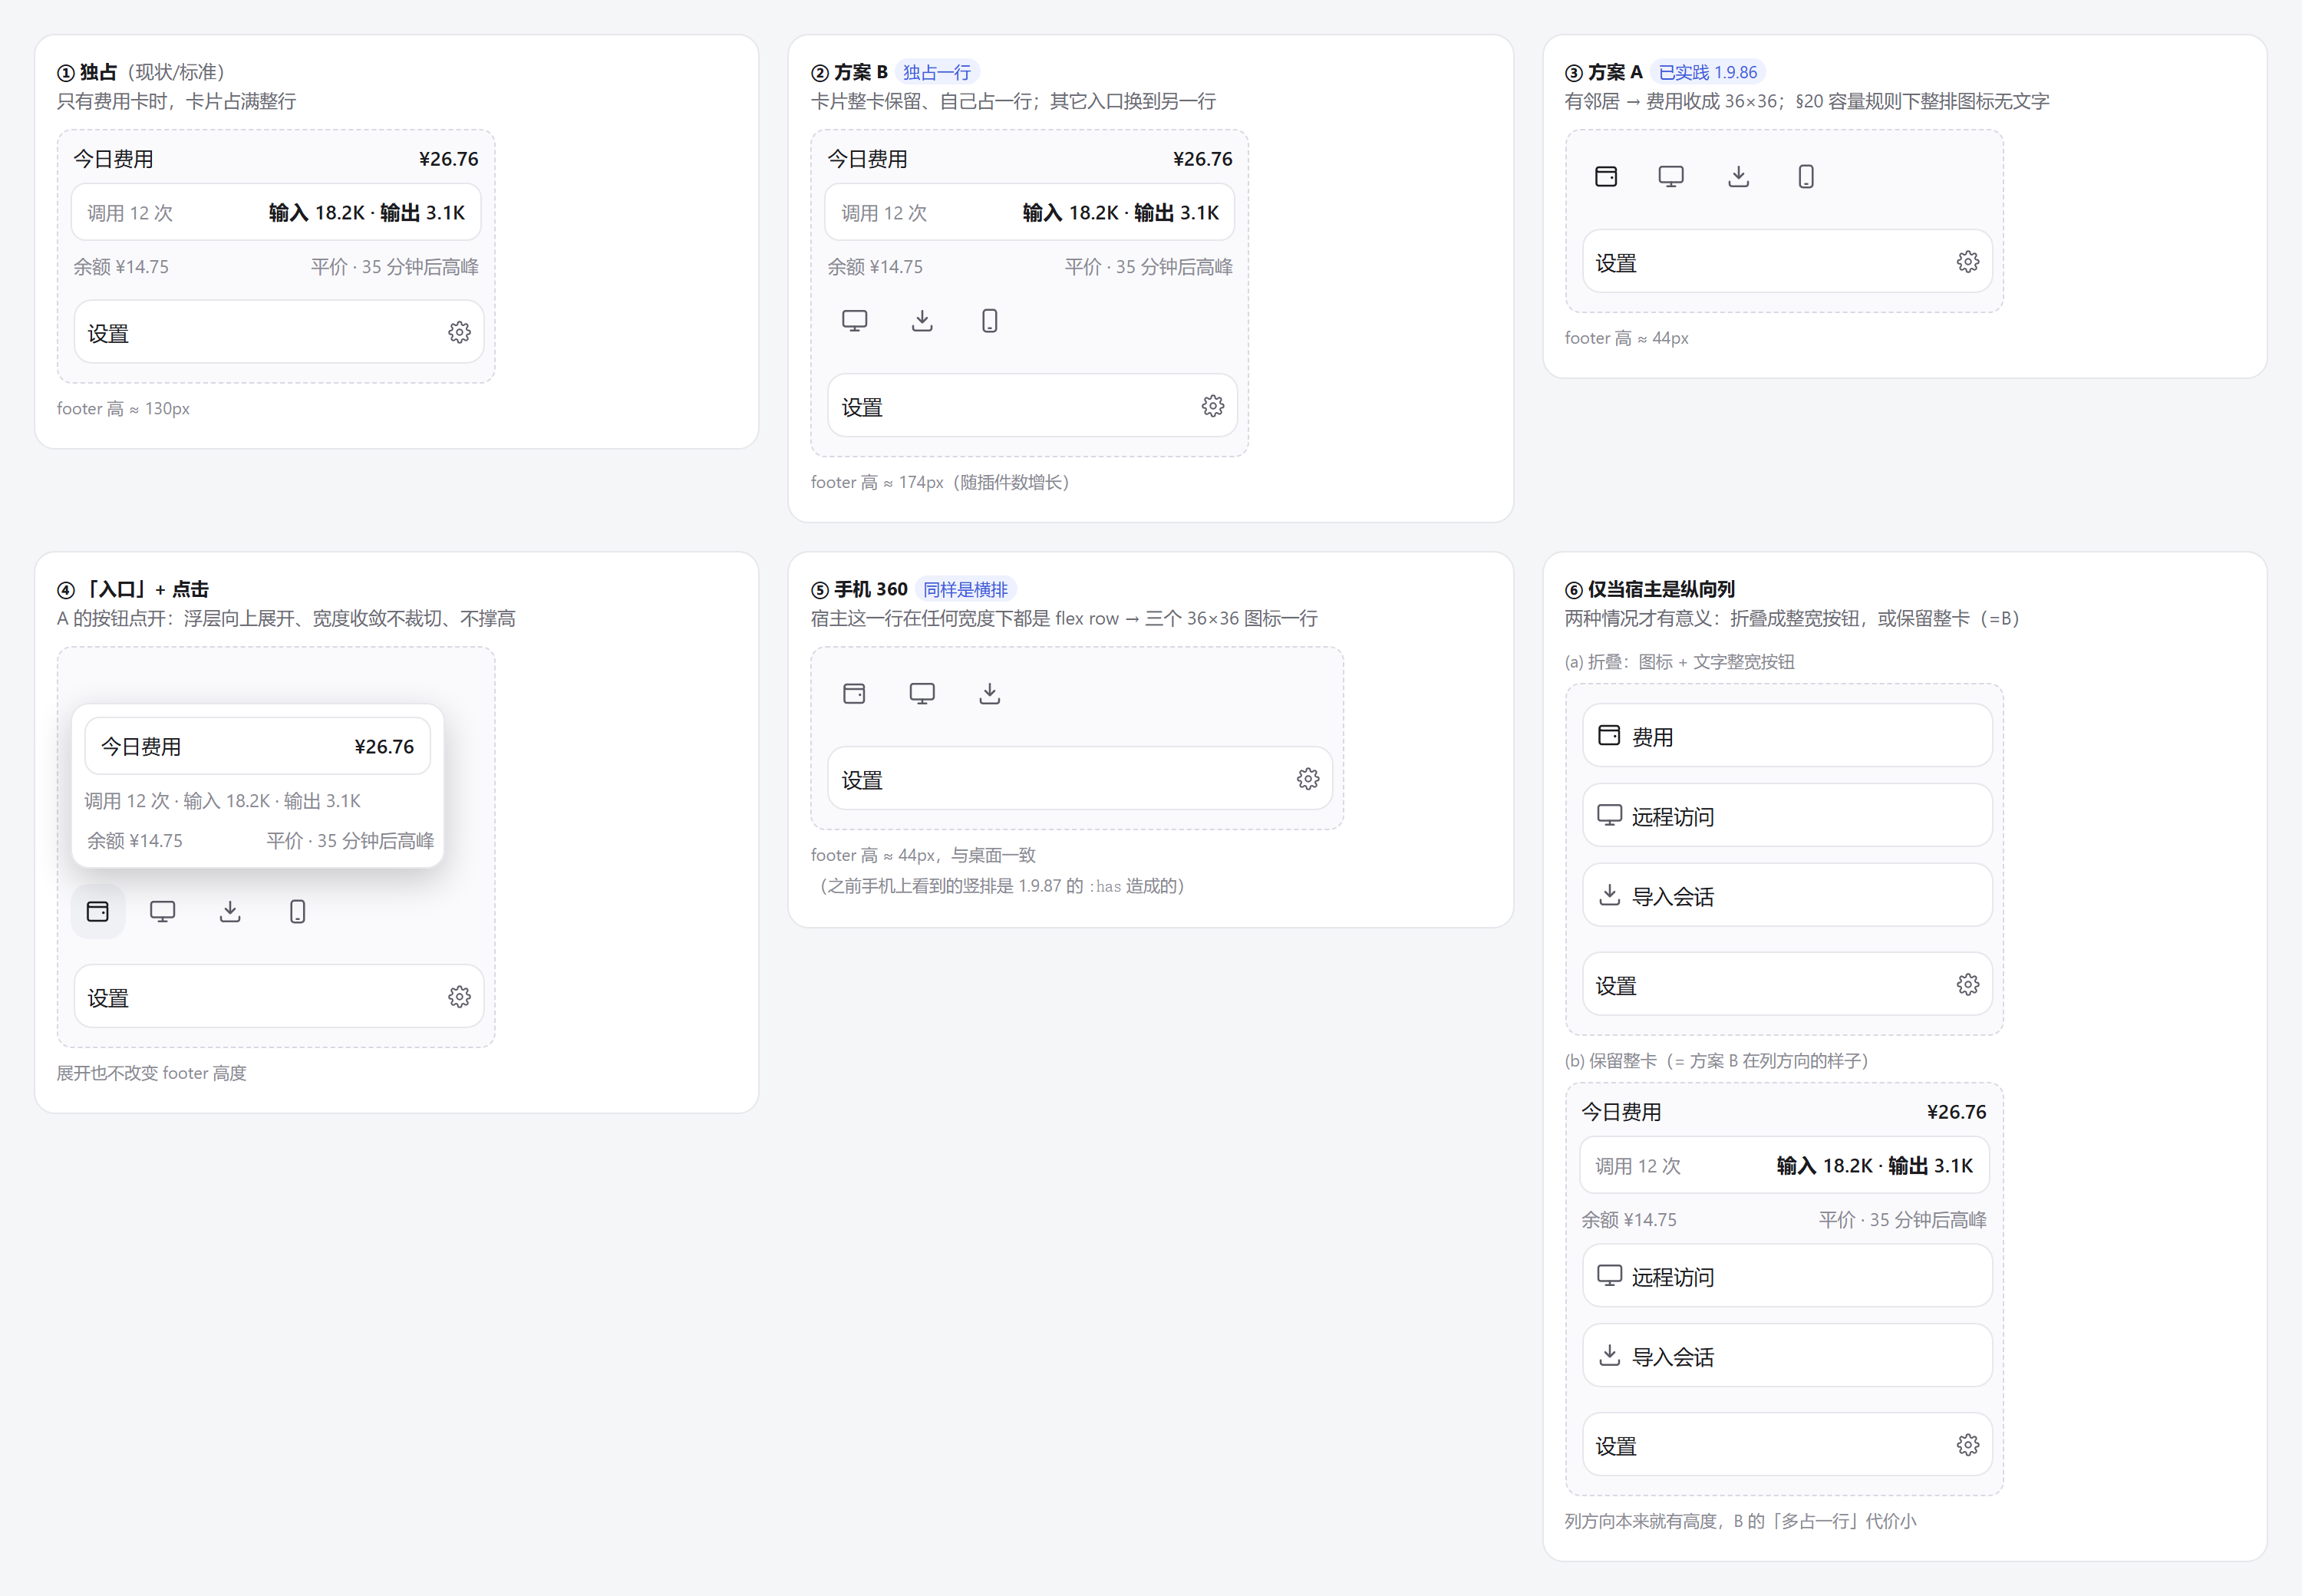 ① 独占（现状/标准）
只有费用卡时，卡片占满整行
今日费用 ¥26.76
调用 12 次 输入 18.2K · 输出 3.1K
余额 ¥14.75 平价 · 35 分钟后高峰
设置
footer 高 ≈ 130px
② 方案 B 独占一行
卡片整卡保留、自己占一行；其它入口换到另一行
今日费用 ¥26.76
调用 12 次 输入 18.2K · 输出 3.1K
余额 ¥14.75 平价 · 35 分钟后高峰
设置
footer 高 ≈ 174px（随插件数增长）
③ 方案 A 已实践 1.9.86
有邻居 → 费用收成 36×36；§20 容量规则下整排图标无文字
设置
footer 高 ≈ 44px
④ 「入口」+ 点击
A 的按钮点开：浮层向上展开、宽度收敛不裁切、不撑高
今日费用 ¥26.76
调用 12 次 · 输入 18.2K · 输出 3.1K
余额 ¥14.75 平价 · 35 分钟后高峰
设置
展开也不改变 footer 高度
⑤ 手机 360 同样是横排
宿主这一行在任何宽度下都是 flex row → 三个 36×36 图标一行
设置
footer 高 ≈ 44px，与桌面一致
（之前手机上看到的竖排是 1.9.87 的 :has 造成的）
⑥ 仅当宿主是纵向列
两种情况才有意义：折叠成整宽按钮，或保留整卡（=B）
(a) 折叠：图标 + 文字整宽按钮
费用
远程访问
导入会话
设置
(b) 保留整卡（= 方案 B 在列方向的样子）
今日费用 ¥26.76
调用 12 次 输入 18.2K · 输出 3.1K
余额 ¥14.75 平价 · 35 分钟后高峰
远程访问
导入会话
设置
列方向本来就有高度，B 的「多占一行」代价小